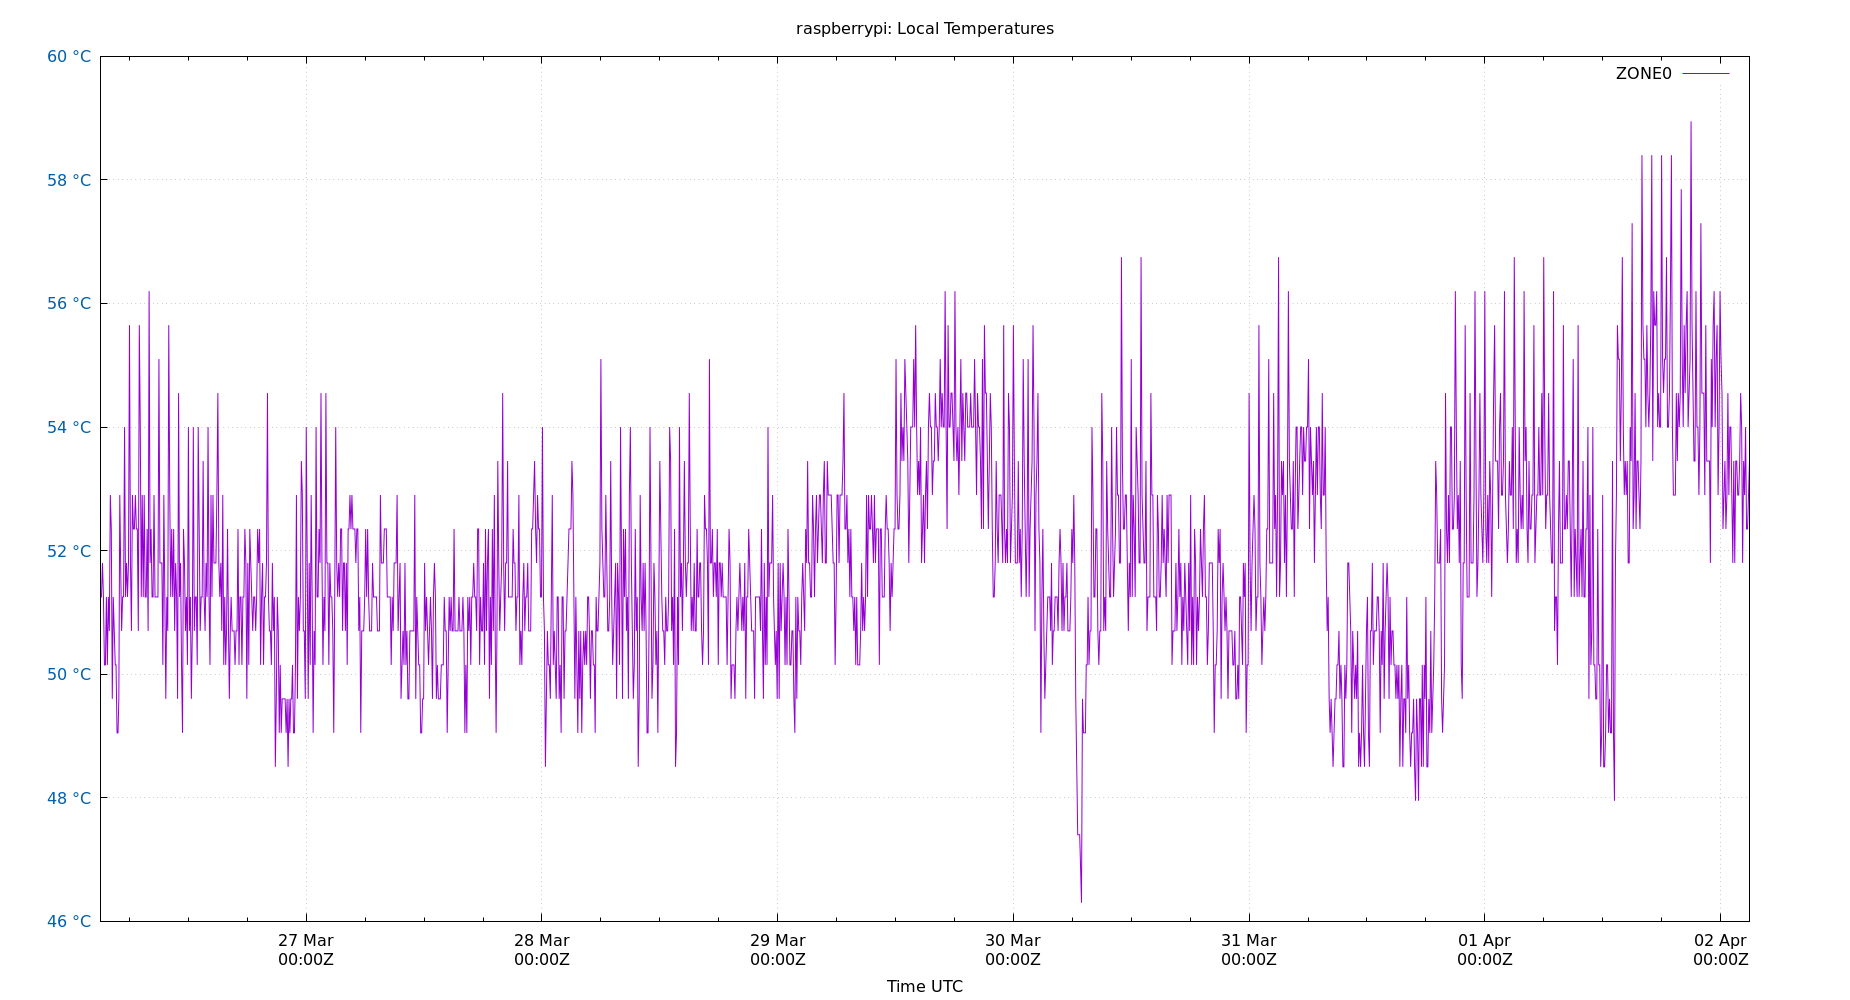 raspberrypi: Local Temperatures
60 °C
ZONE0
58 °C
56 °C
54 °C
52 °C
50 °C
48 °C
46 °C
27 Mar 28 Mar 29 Mar 30 Mar 31 Mar 01 Apr 02 Apr
00:00Z 00:00Z 00:00Z 00:00Z 00:00Z 00:00Z 00:00Z
Time UTC